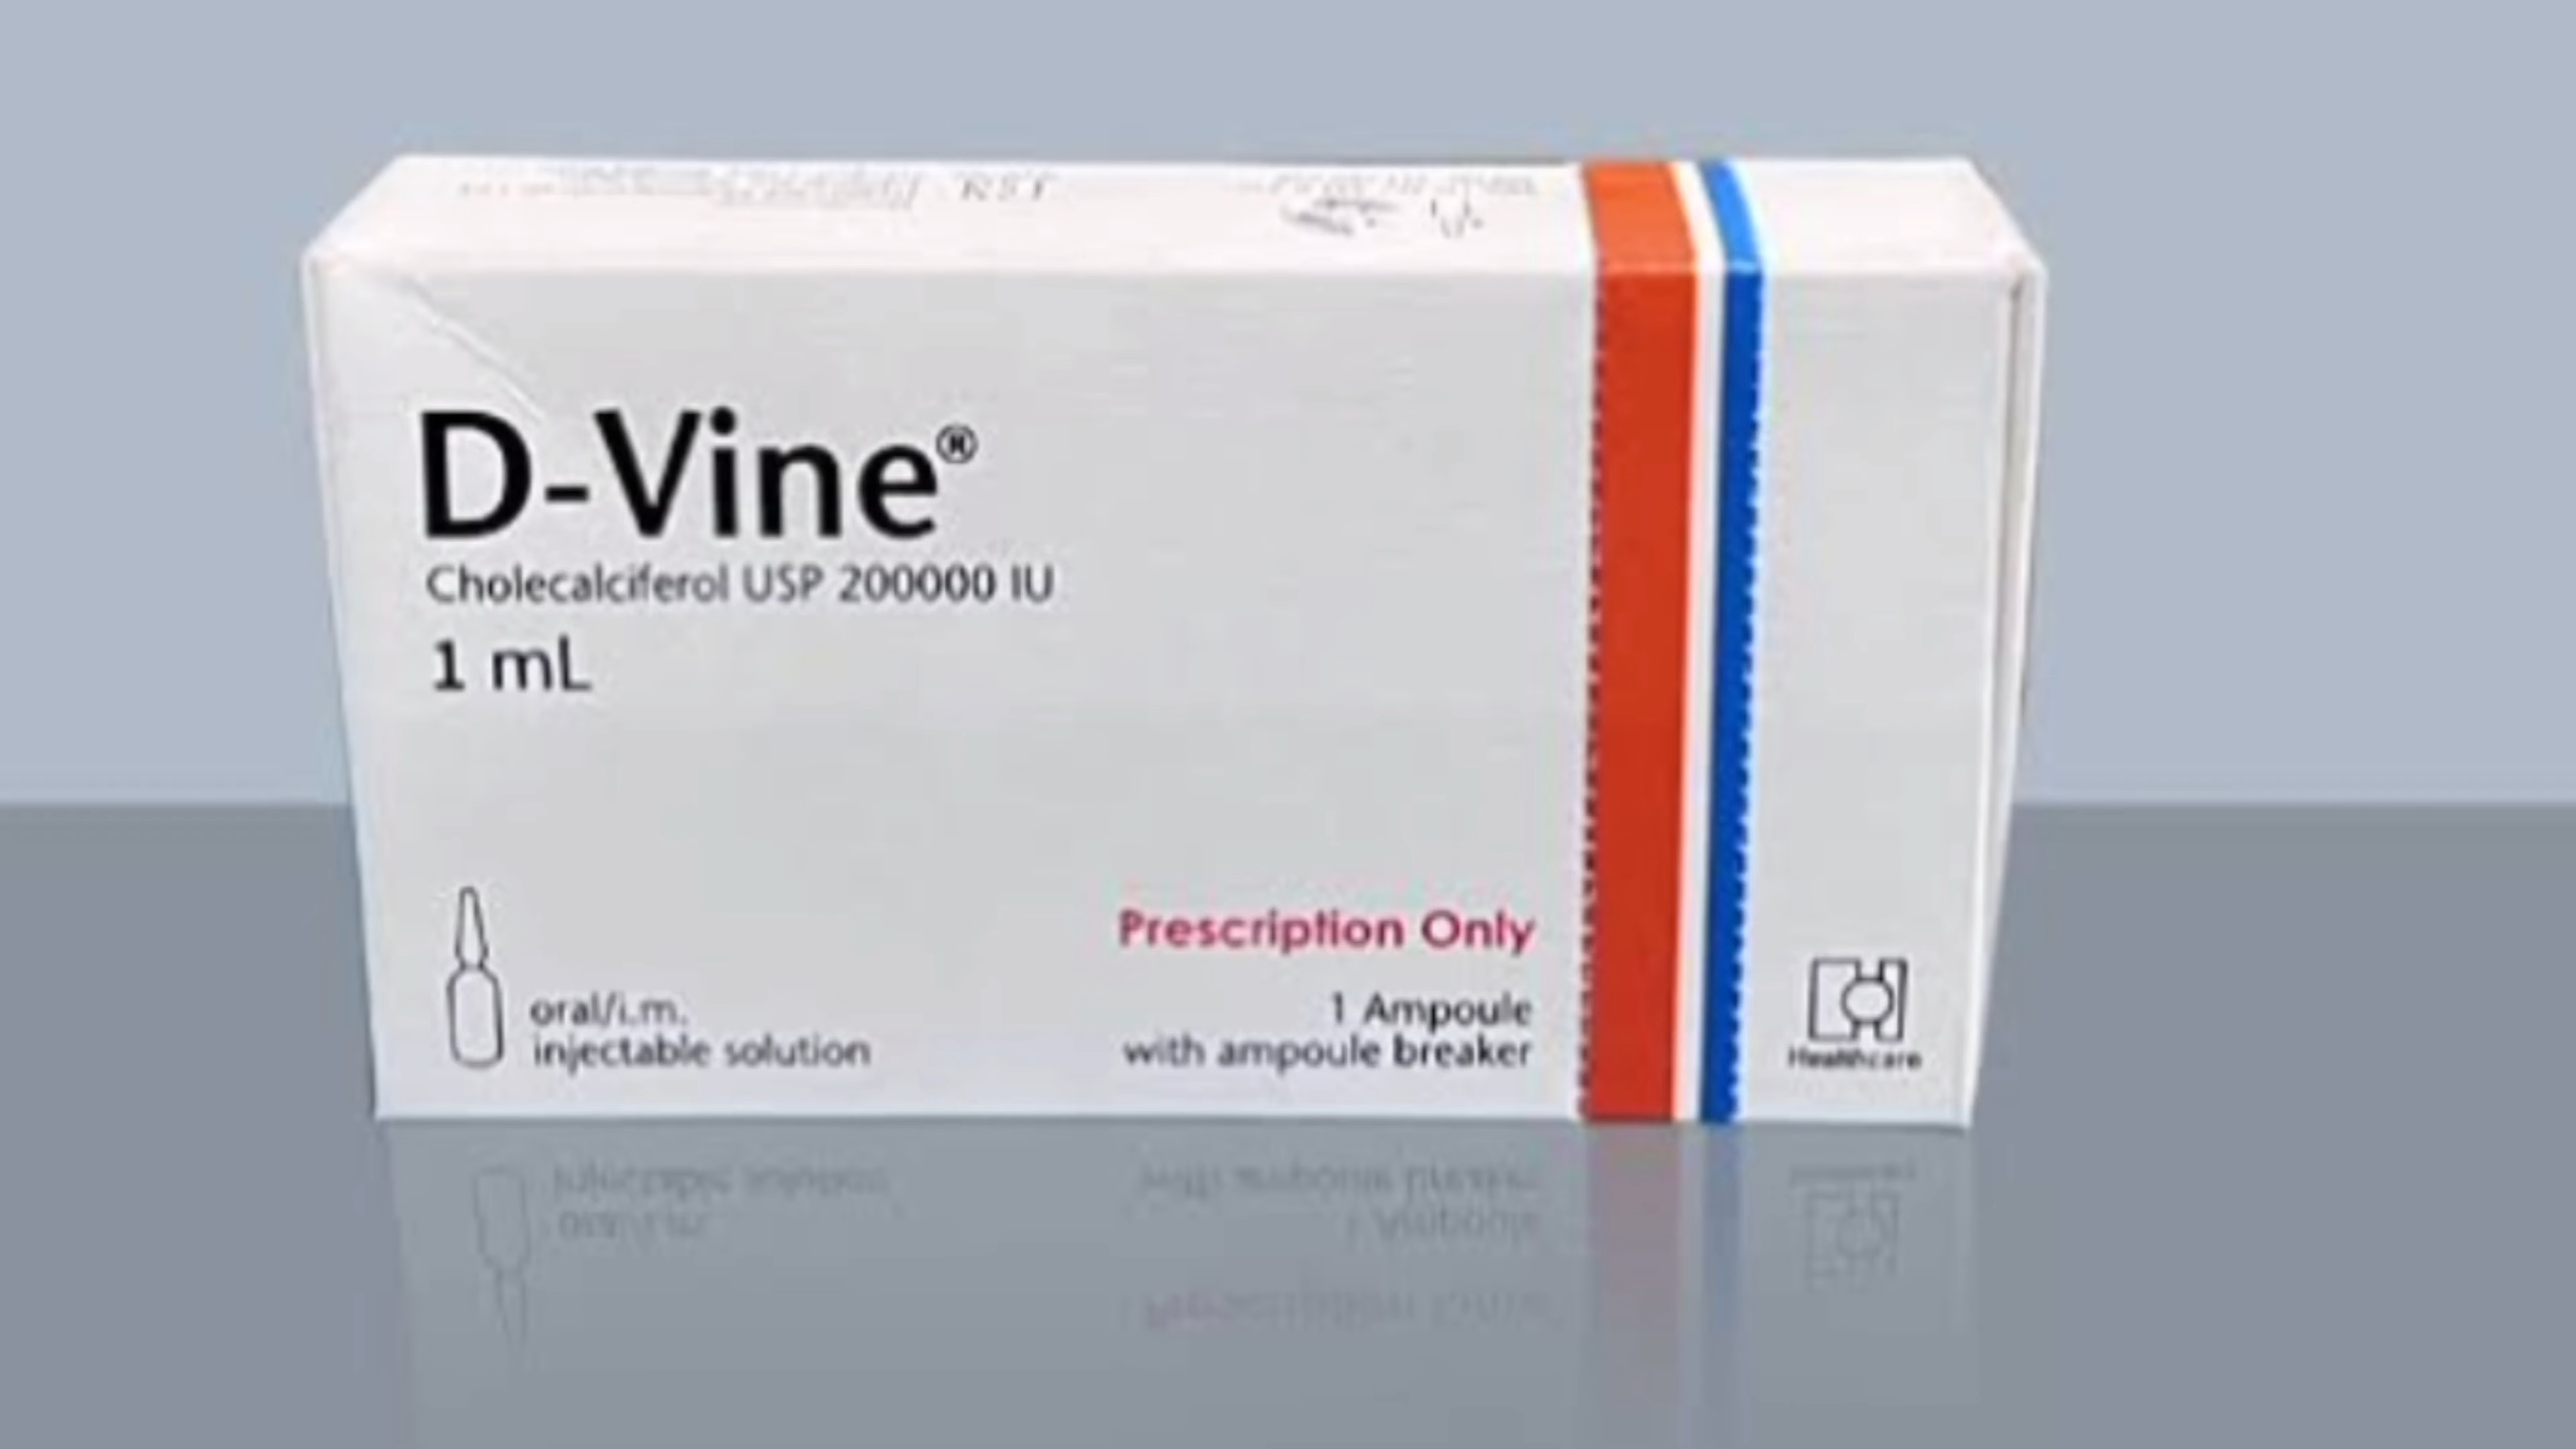 D-Vine®
Cholecalciferol USP 200000 IU
1 mL
Prescription Only
oral/i.m.
injectable solution
1 Ampoule
with ampoule breaker
Healthcare